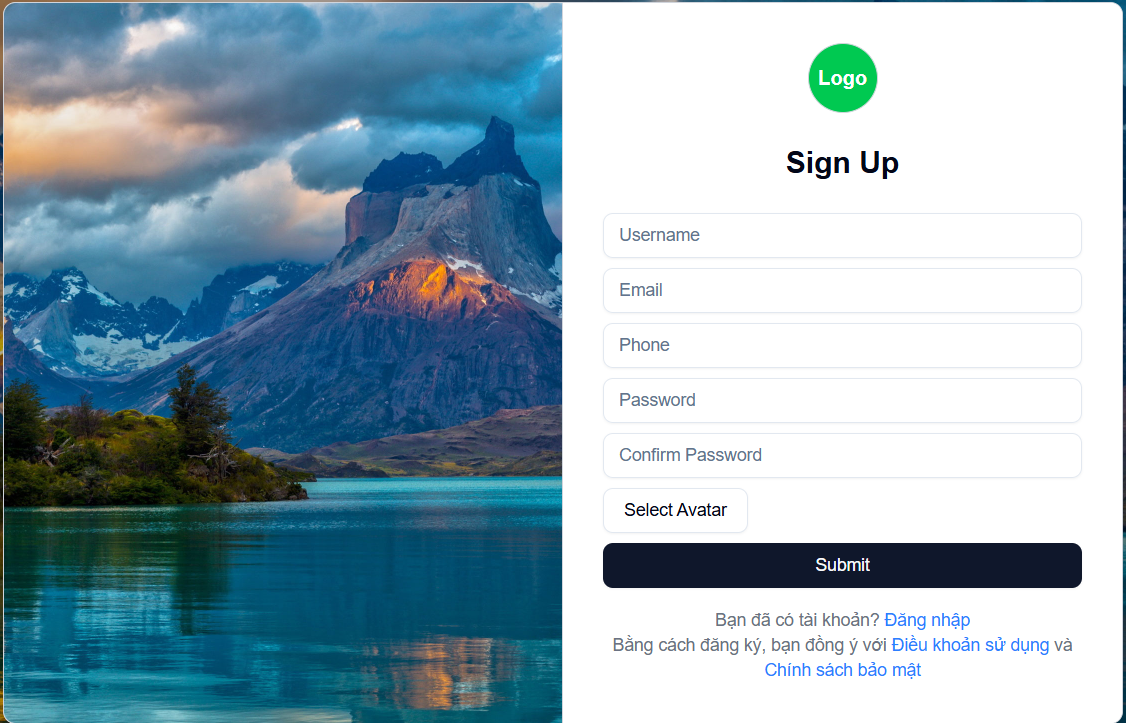 Logo
Sign Up
Username
Email
Phone
Password
Confirm Password
Select Avatar
Submit
Bạn đã có tài khoản? Đăng nhập
Bằng cách đăng ký, bạn đồng ý với Điều khoản sử dụng và
Chính sách bảo mật